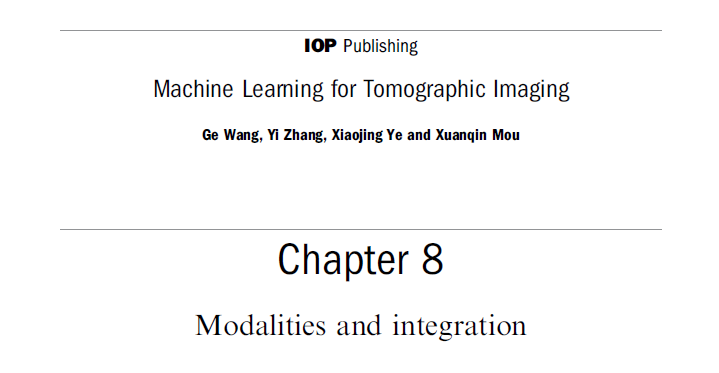 IOP Publishing
Machine Learning for Tomographic Imaging
Ge Wang, Yi Zhang, Xiaojing Ye and Xuanqin Mou
Chapter 8
Modalities and integration